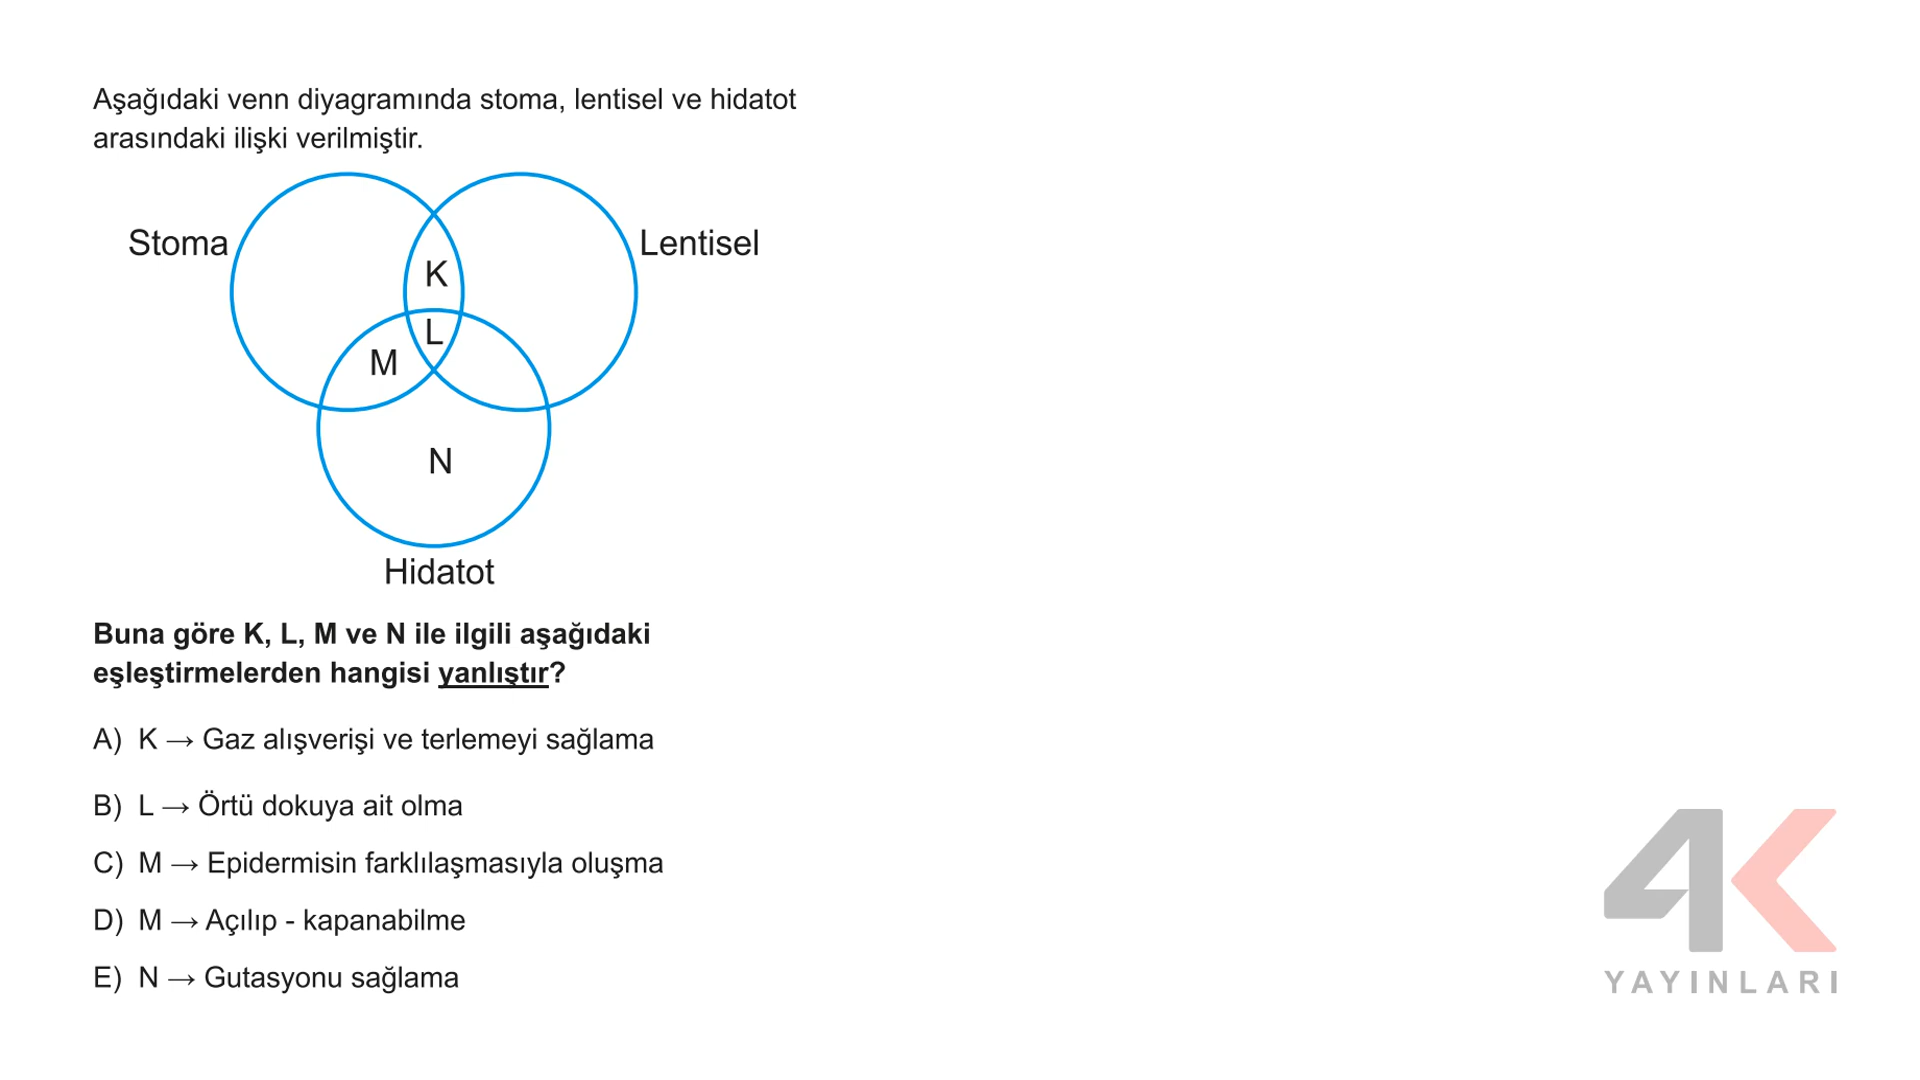 Aşağıdaki venn diyagramında stoma, lentisel ve hidatot
arasındaki ilişki verilmiştir.
Stoma
Lentisel
K
L
M
N
Hidatot
Buna göre K, L, M ve N ile ilgili aşağıdaki
eşleştirmelerden hangisi yanlıştır?
A) K → Gaz alışverişi ve terlemeyi sağlama
B) L → Örtü dokuya ait olma
C) M → Epidermisin farklılaşmasıyla oluşma
D) M → Açılıp - kapanabilme
E) N → Gutasyonu sağlama
4K
YAYINLARI